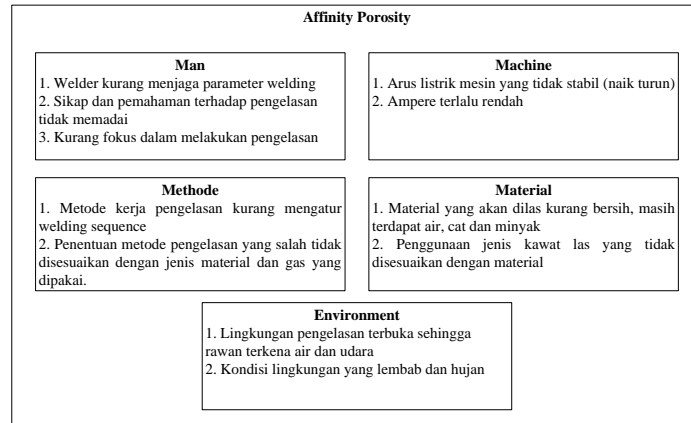 Affinity Porosity
Man
1. Welder kurang menjaga parameter welding
2. Sikap dan pemahaman terhadap pengelasan
tidak memadai
3. Kurang fokus dalam melakukan pengelasan
Machine
1. Arus listrik mesin yang tidak stabil (naik turun)
2. Ampere terlalu rendah
Methode
1. Metode kerja pengelasan kurang mengatur
welding sequence
2. Penentuan metode pengelasan yang salah tidak
disesuaikan dengan jenis material dan gas yang
dipakai.
Material
1. Material yang akan dilas kurang bersih, masih
terdapat air, cat dan minyak
2. Penggunaan jenis kawat las yang tidak
disesuaikan dengan material
Environment
1. Lingkungan pengelasan terbuka sehingga
rawan terkena air dan udara
2. Kondisi lingkungan yang lembab dan hujan